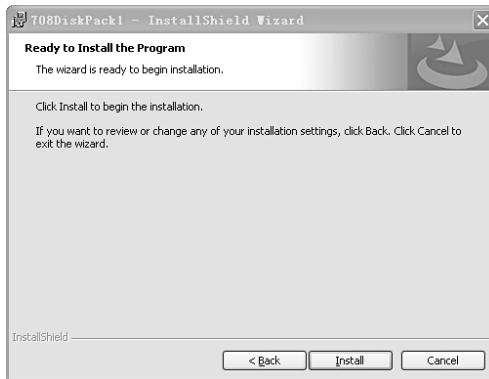 708DiskPack1 - InstallShield Wizard
Ready to Install the Program
The wizard is ready to begin installation.
Click Install to begin the installation.
If you want to review or change any of your installation settings, click Back. Click Cancel to
exit the wizard.
InstallShield
< Back
Install
Cancel